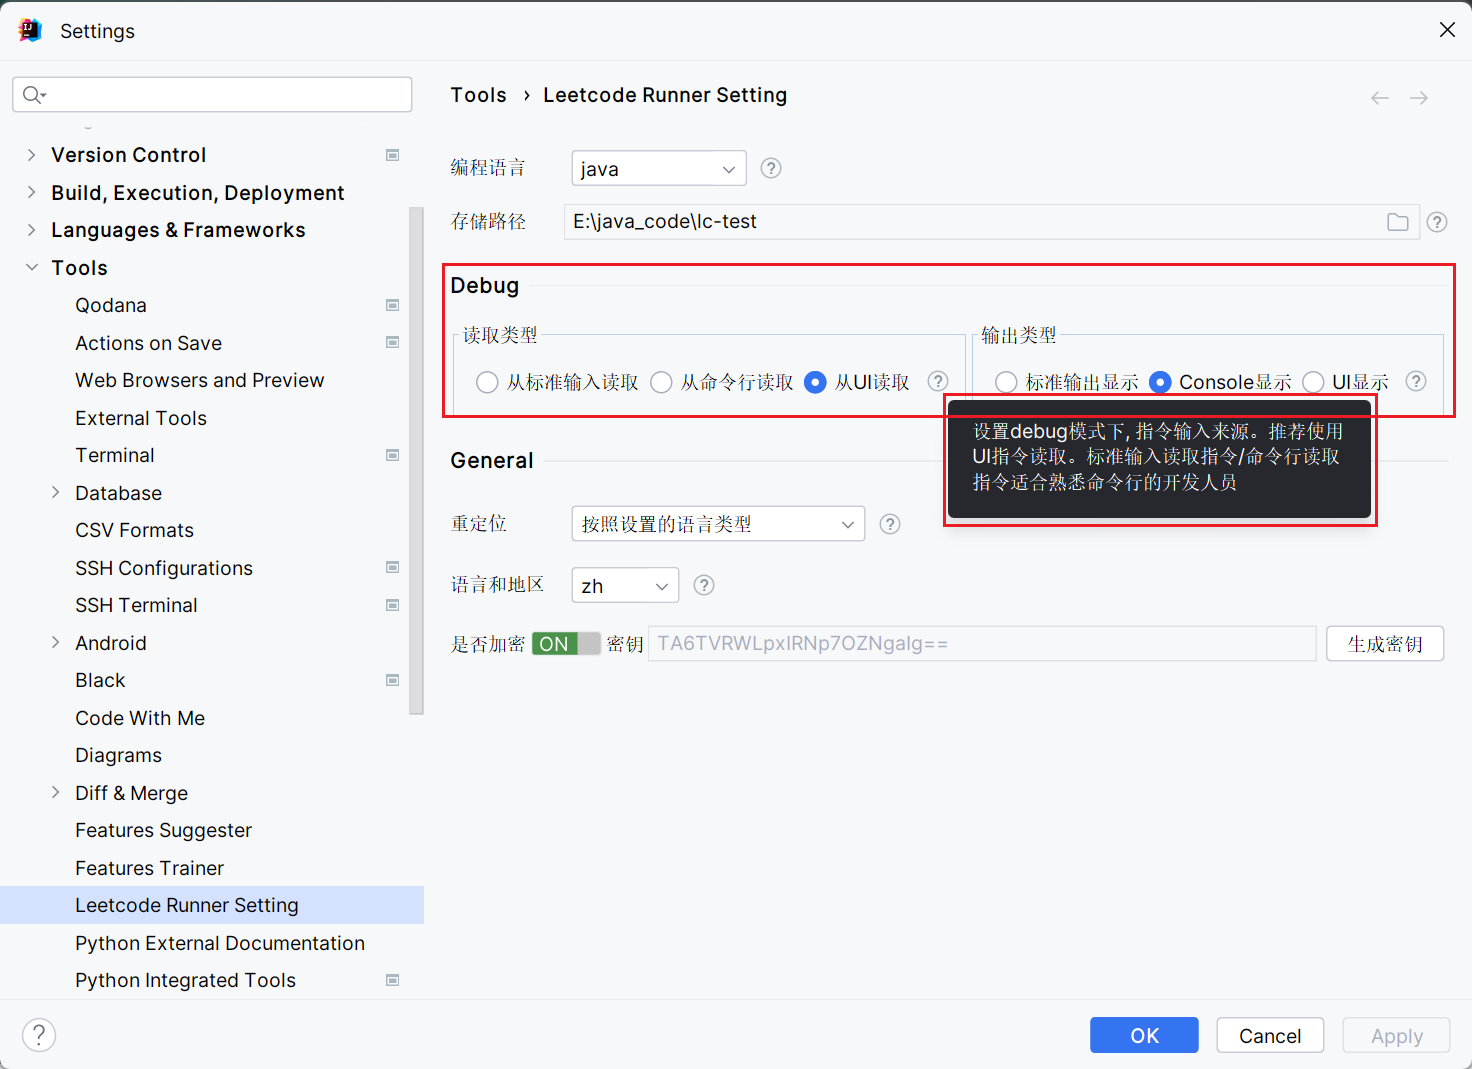 Settings
Tools › Leetcode Runner Setting
Version Control
Build, Execution, Deployment
Languages & Frameworks
Tools
Qodana
Actions on Save
Web Browsers and Preview
External Tools
Terminal
Database
CSV Formats
SSH Configurations
SSH Terminal
Android
Black
Code With Me
Diagrams
Diff & Merge
Features Suggester
Features Trainer
Leetcode Runner Setting
Python External Documentation
Python Integrated Tools
编程语言 java ?
存储路径 E:\java_code\lc-test ?
Debug
读取类型
从标准输入读取 从命令行读取 从UI读取 ?
输出类型
标准输出显示 Console显示 UI显示 ?
设置debug模式下, 指令输入来源。推荐使用
UI指令读取。标准输入读取指令/命令行读取
指令适合熟悉命令行的开发人员
General
重定位 按照设置的语言类型 ?
语言和地区 zh ?
是否加密 ON 密钥 TA6TVRWLpxIRNp7OZNgalg== 生成密钥
? OK Cancel Apply